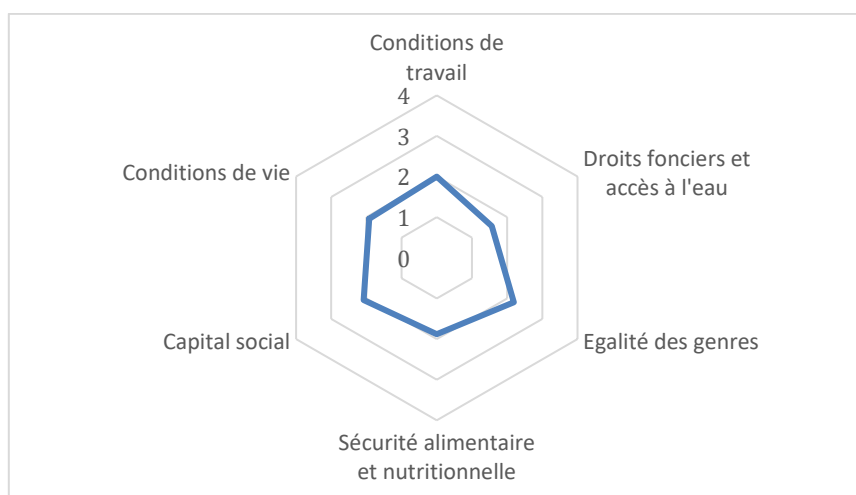 Conditions de
travail
4
3
2
1
0
Droits fonciers et
accès à l'eau
Egalité des genres
Sécurité alimentaire
et nutritionnelle
Capital social
Conditions de vie